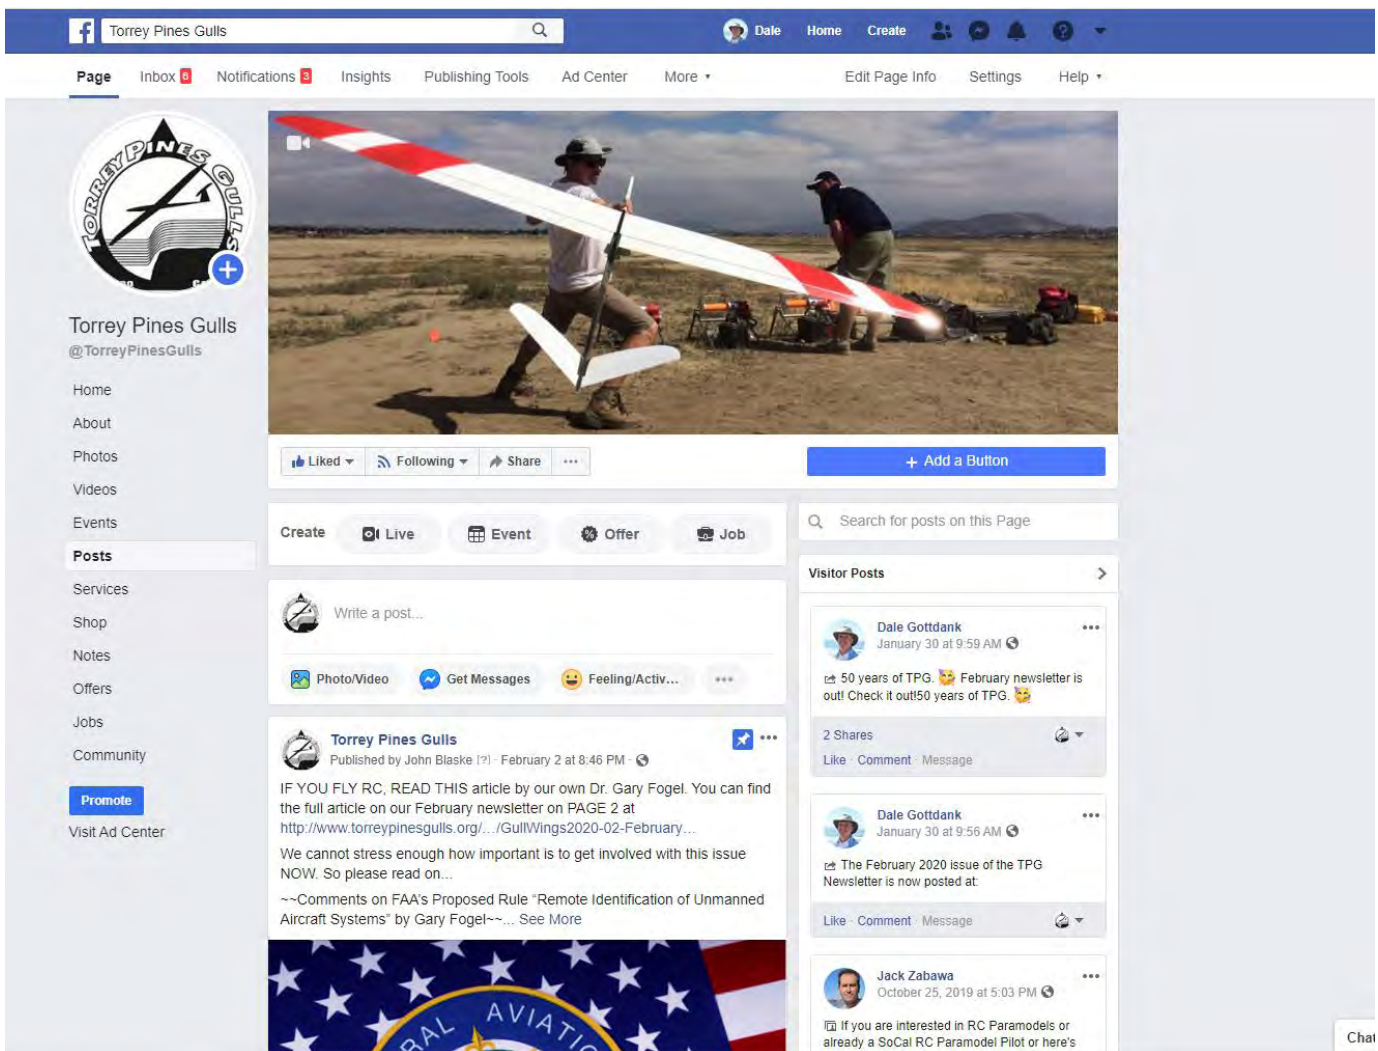 Torrey Pines Gulls
Dale Home Create
Page Inbox 6 Notifications 3 Insights Publishing Tools Ad Center More Edit Page Info Settings Help
TORREY PINES GULLS
Torrey Pines Gulls
@TorreyPinesGulls
Home
About
Photos
Videos
Events
Posts
Services
Shop
Notes
Offers
Jobs
Community
Promote
Visit Ad Center
Liked Following Share ...
+ Add a Button
Create Live Event Offer Job
Write a post...
Photo/Video Get Messages Feeling/Activ...
Torrey Pines Gulls
Published by John Blaske [?] · February 2 at 8:46 PM ·
IF YOU FLY RC, READ THIS article by our own Dr. Gary Fogel. You can find
the full article on our February newsletter on PAGE 2 at
http://www.torreypinesgulls.org/.../GullWings2020-02-February...
We cannot stress enough how important is to get involved with this issue
NOW. So please read on...
~~Comments on FAA's Proposed Rule “Remote Identification of Unmanned
Aircraft Systems” by Gary Fogel~~... See More
RAL AVIATIO
Search for posts on this Page
Visitor Posts
Dale Gottdank
January 30 at 9:59 AM
50 years of TPG. February newsletter is
out! Check it out!50 years of TPG.
2 Shares
Like · Comment · Message
Dale Gottdank
January 30 at 9:56 AM
The February 2020 issue of the TPG
Newsletter is now posted at:
Like · Comment · Message
Jack Zabawa
October 25, 2019 at 5:03 PM
If you are interested in RC Paramodels or
already a SoCal RC Paramodel Pilot or here's
Chat